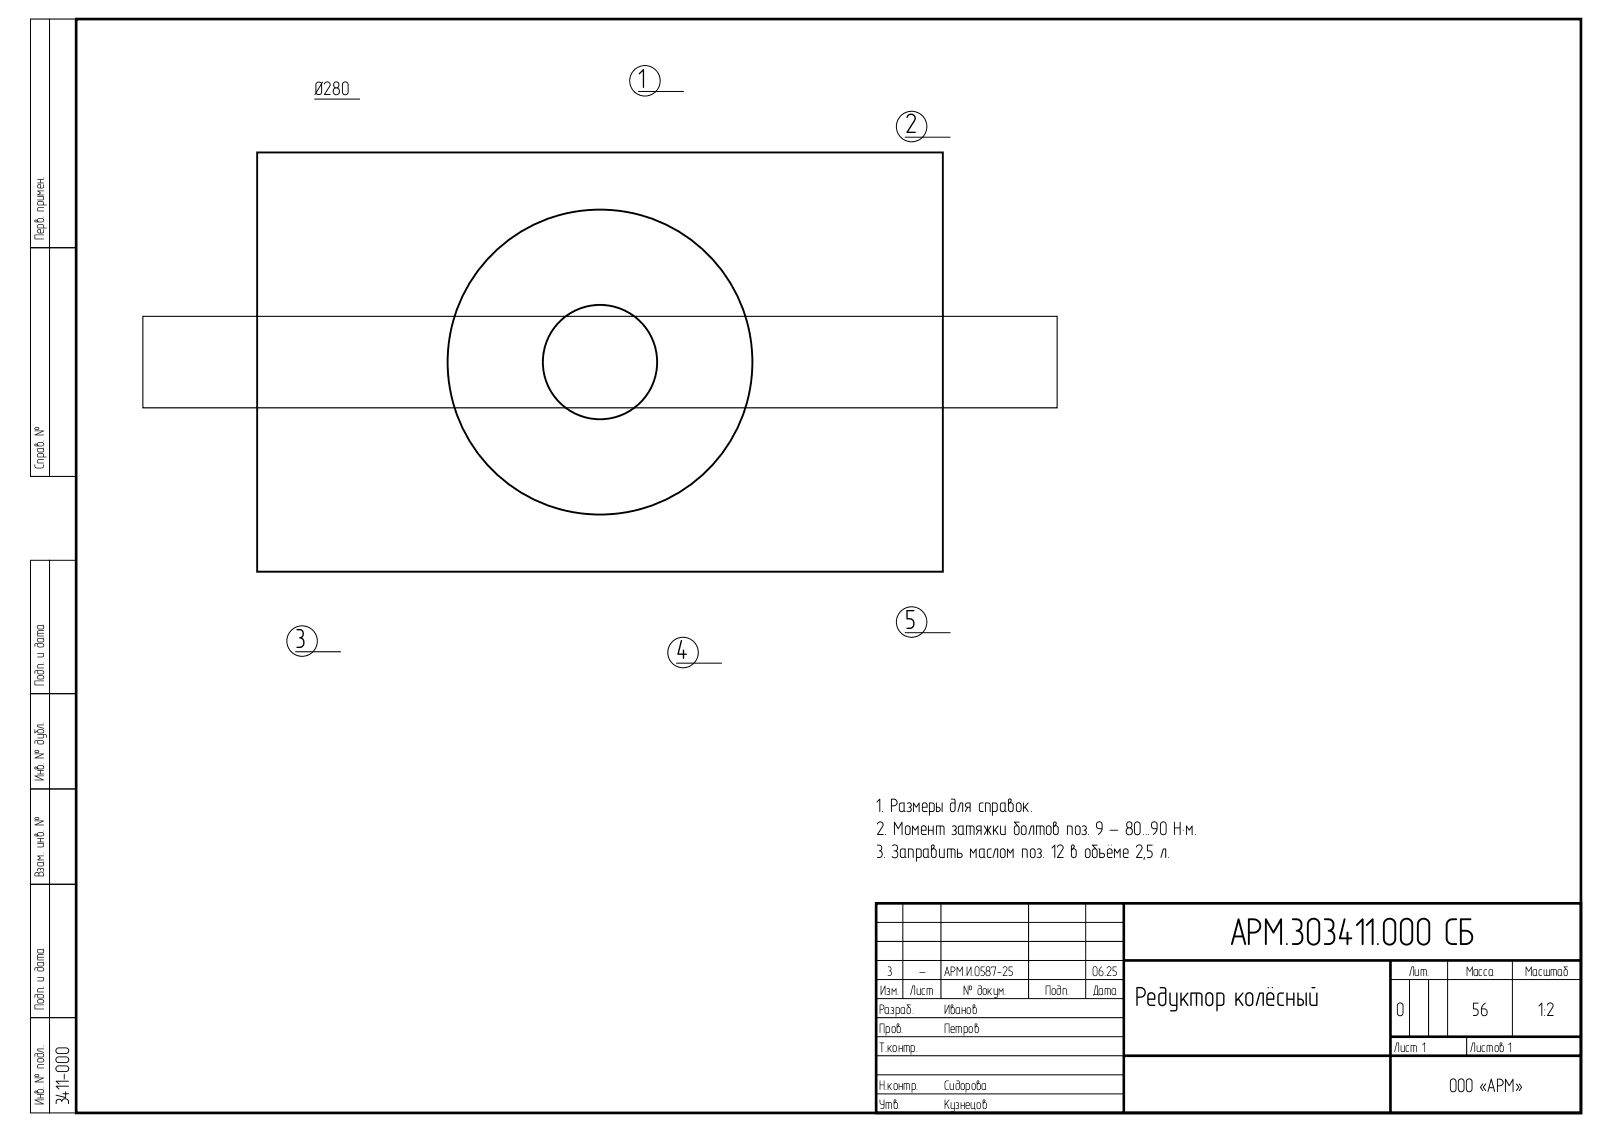 Ø280
1
2
3
4
5
1. Размеры для справок.
2. Момент затяжки болтов поз. 9 – 80...90 Н·м.
3. Заправить маслом поз. 12 в объёме 2,5 л.
Перв. примен.
Справ. №
Подп. и дата
Инв. № дубл.
Взам. инв. №
Подп. и дата
Инв. № подл.
3411-000
АРМ.303411.000 СБ
3 – АРМ.И.0587-25 06.25
Изм. Лист № докум. Подп. Дата
Разраб. Иванов
Пров. Петров
Т.контр.
Н.контр. Сидорова
Утв. Кузнецов
Редуктор колёсный
Лит. Масса Масштаб
О 56 1:2
Лист 1 Листов 1
ООО «АРМ»